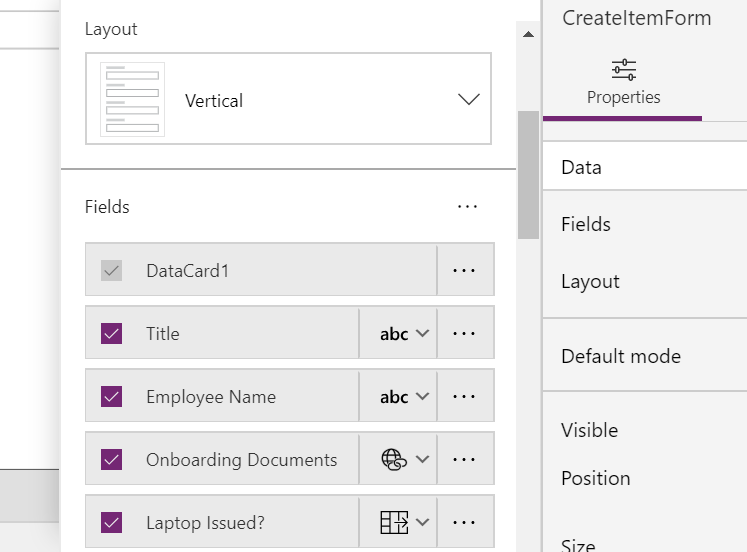 Layout
Vertical
Fields
DataCard1
Title
abc
Employee Name
abc
Onboarding Documents
Laptop Issued?
CreateItemForm
Properties
Data
Fields
Layout
Default mode
Visible
Position
Size